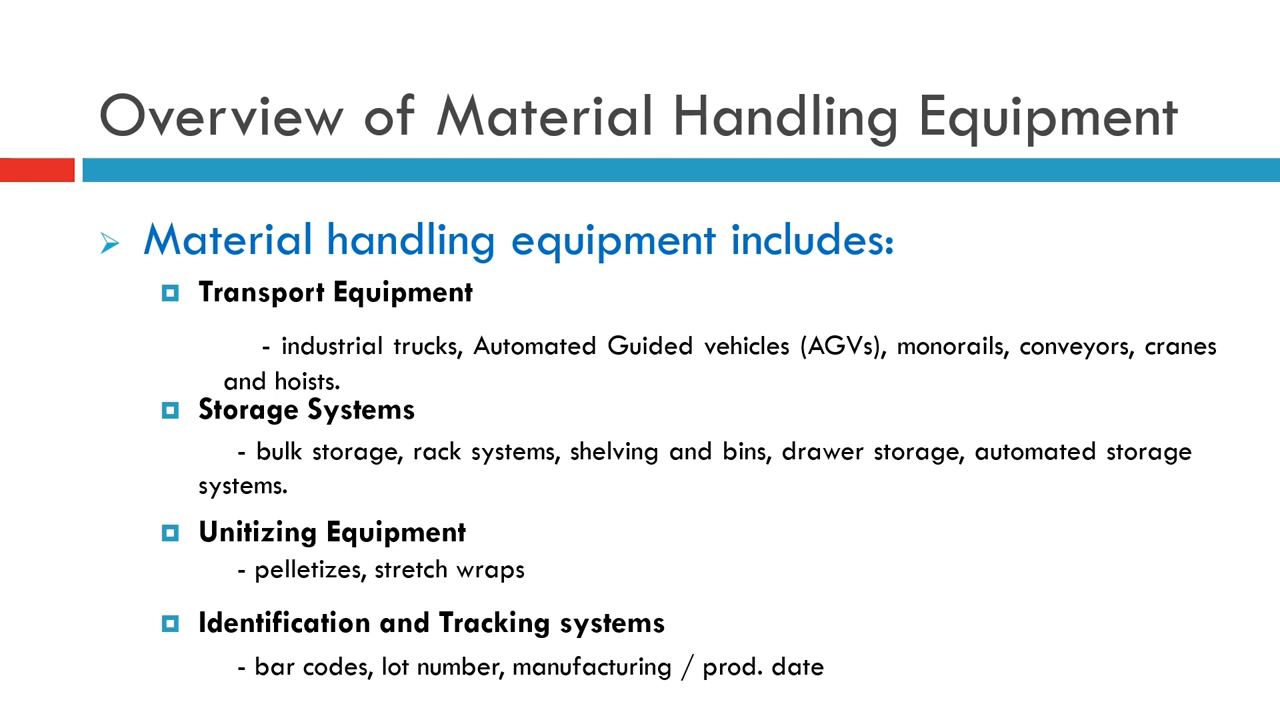 Overview of Material Handling Equipment
Material handling equipment includes:
Transport Equipment
- industrial trucks, Automated Guided vehicles (AGVs), monorails, conveyors, cranes
and hoists.
Storage Systems
- bulk storage, rack systems, shelving and bins, drawer storage, automated storage
systems.
Unitizing Equipment
- pelletizes, stretch wraps
Identification and Tracking systems
- bar codes, lot number, manufacturing / prod. date